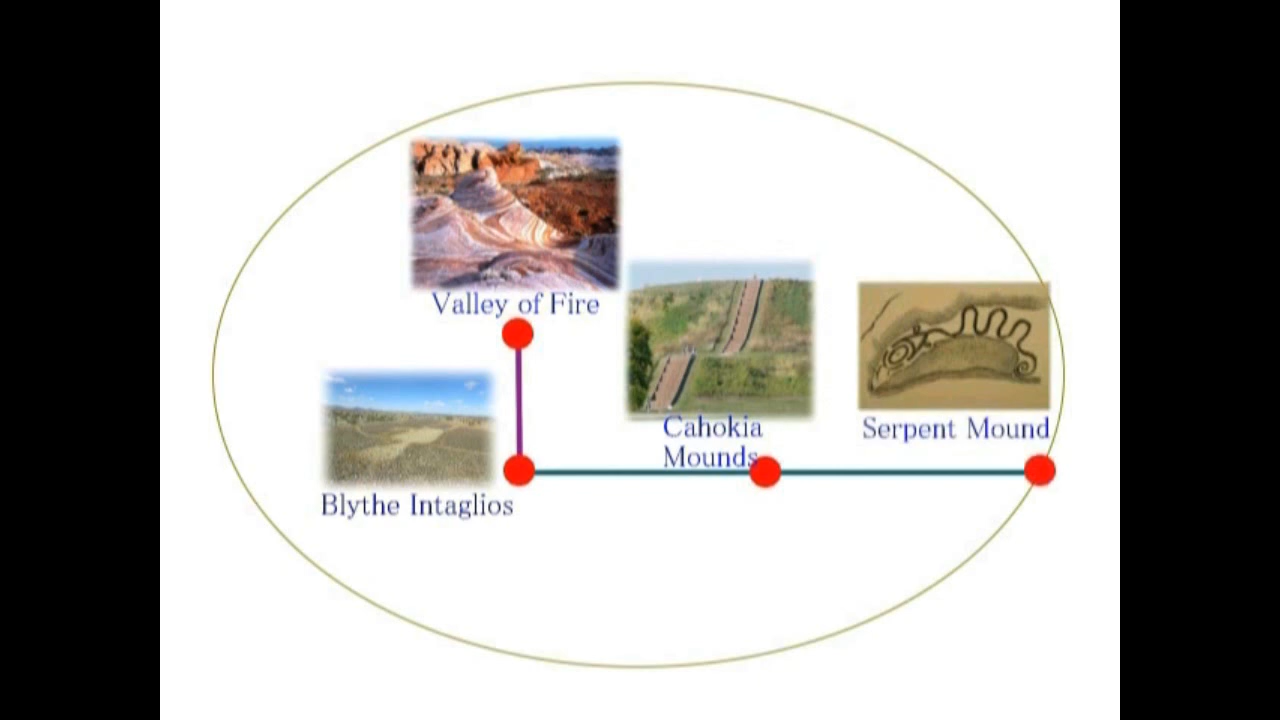 Valley of Fire
Cahokia
Mounds
Serpent Mound
Blythe Intaglios